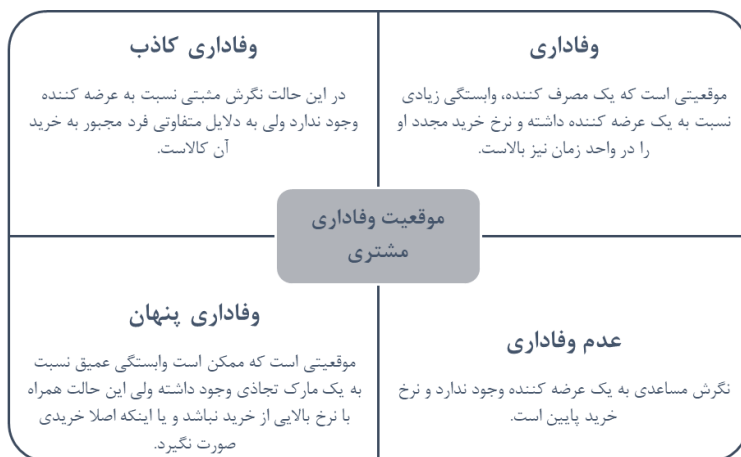 وفاداری
موقعیتی است که یک مصرف کننده، وابستگی زیادی
نسبت به یک عرضه کننده داشته و نرخ خرید مجدد او
را در واحد زمان نیز بالاست.
وفاداری کاذب
در این حالت نگرش مثبتی نسبت به عرضه کننده
وجود ندارد ولی به دلایل متفاوتی فرد مجبور به خرید
آن کالاست.
موقعیت وفاداری
مشتری
عدم وفاداری
نگرش مساعدی به یک عرضه کننده وجود ندارد و نرخ
خرید پایین است.
وفاداری پنهان
موقعیتی است که ممکن است وابستگی عمیق نسبت
به یک مارک تجاذی وجود داشته ولی این حالت همراه
با نرخ بالایی از خرید نباشد و یا اینکه اصلا خریدی
صورت نگیرد.